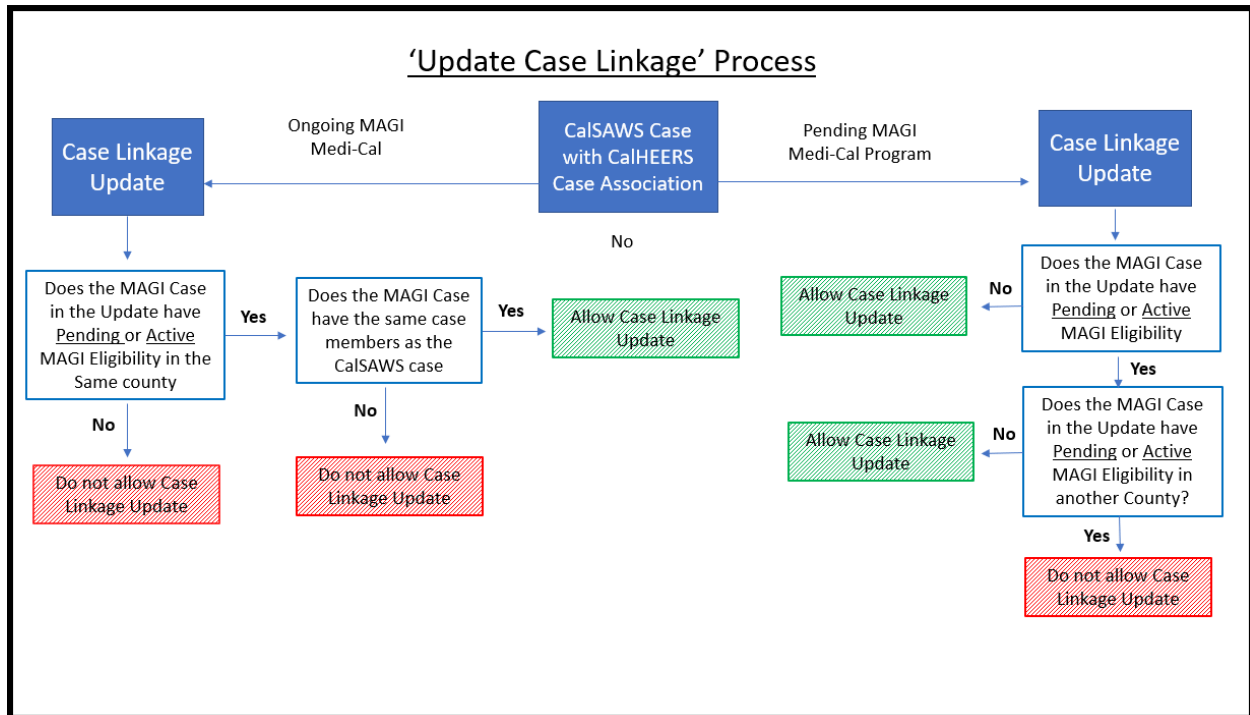 ‘Update Case Linkage’ Process
Case Linkage
Update
Ongoing MAGI
Medi-Cal
CalSAWS Case
with CalHEERS
Case Association
Pending MAGI
Medi-Cal Program
Case Linkage
Update
No
Does the MAGI Case
in the Update have
Pending or Active
MAGI Eligibility in the
Same county
Yes
Does the MAGI Case
have the same case
members as the
CalSAWS case
Yes
Allow Case Linkage
Update
No
Do not allow Case
Linkage Update
No
Do not allow Case
Linkage Update
Does the MAGI Case
in the Update have
Pending or Active
MAGI Eligibility
No
Allow Case Linkage
Update
Yes
Does the MAGI Case
in the Update have
Pending or Active
MAGI Eligibility in
another County?
No
Allow Case Linkage
Update
Yes
Do not allow Case
Linkage Update